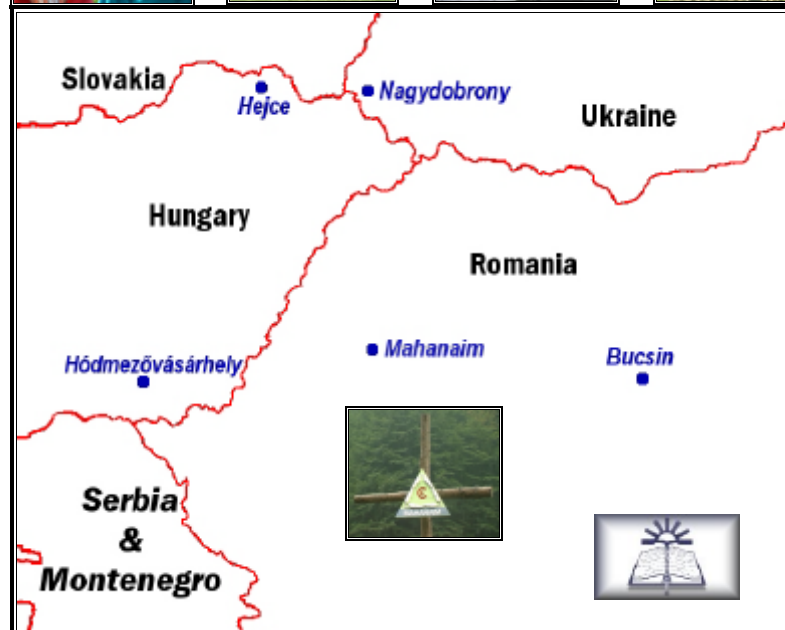 Slovakia
Hejce
Nagydobrony
Ukraine
Hungary
Romania
Hódmezővásárhely
Mahanaim
Bucsin
Serbia
&
Montenegro